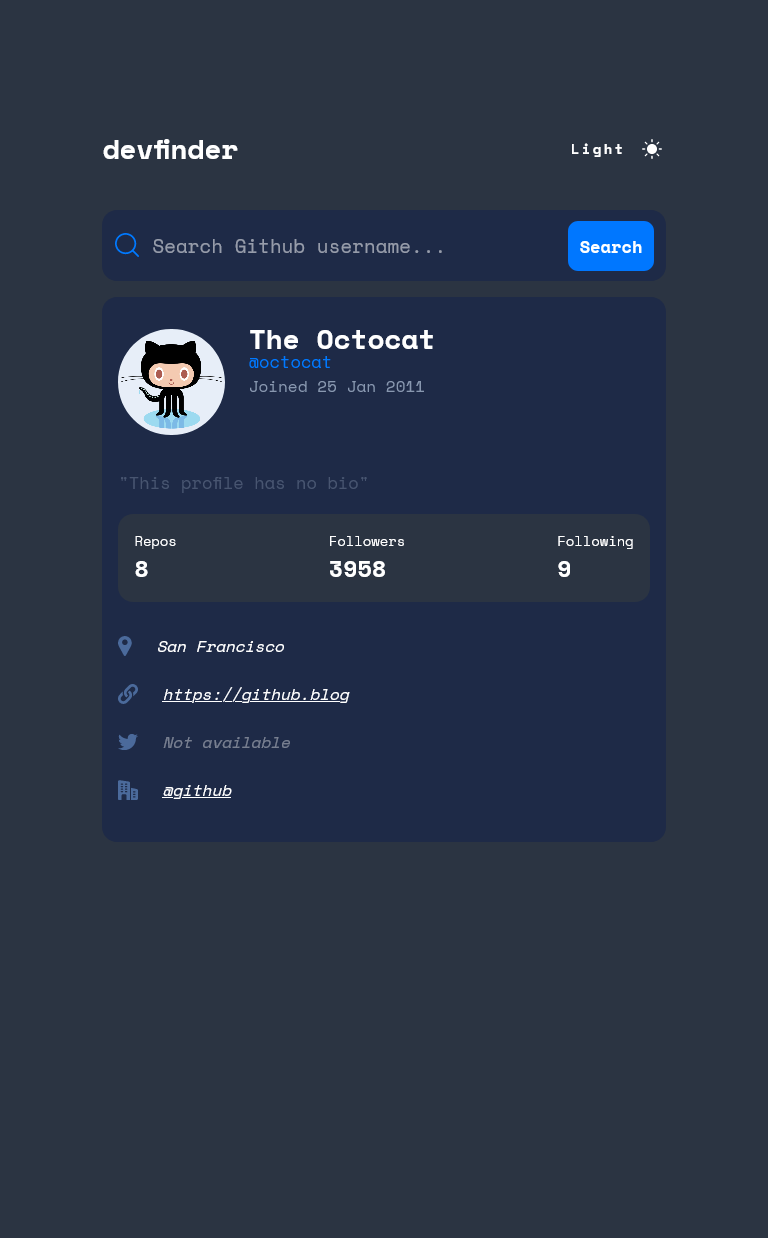 devfinder
Light
Search Github username...
Search
The Octocat
@octocat
Joined 25 Jan 2011
"This profile has no bio"
Repos
Followers
Following
8
3958
9
San Francisco
https://github.blog
Not available
@github